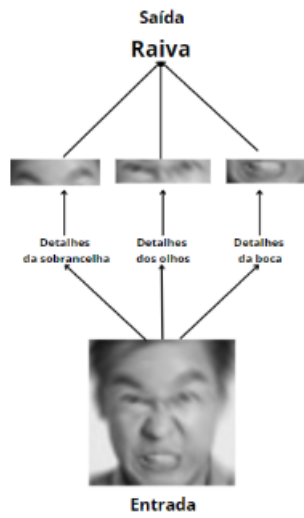 Saída
Raiva
Detalhes
da sobrancelha
Detalhes
dos olhos
Detalhes
da boca
Entrada